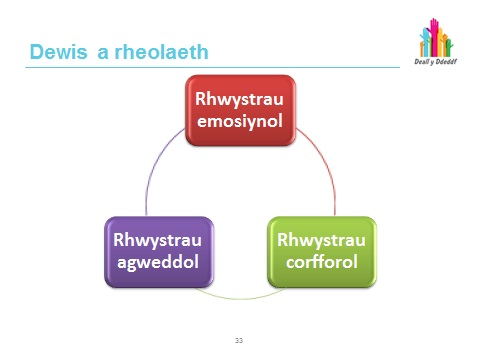 Dewis a rheolaeth
Deall y Ddeddf
Rhwystrau
emosiynol
Rhwystrau
agweddol
Rhwystrau
corfforol
33